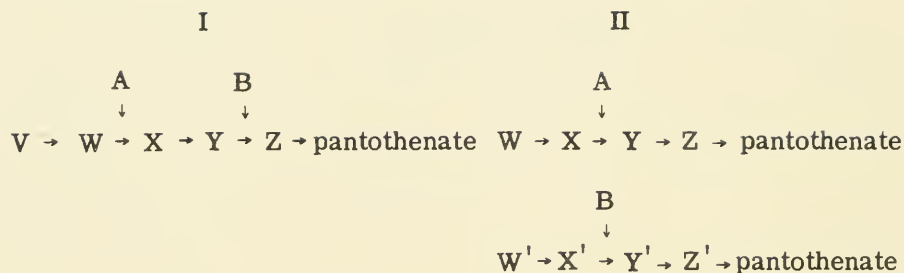 I II
A B A
↓ ↓ ↓
V → W → X → Y → Z → pantothenate W → X → Y → Z → pantothenate
B
↓
W' → X' → Y' → Z' → pantothenate